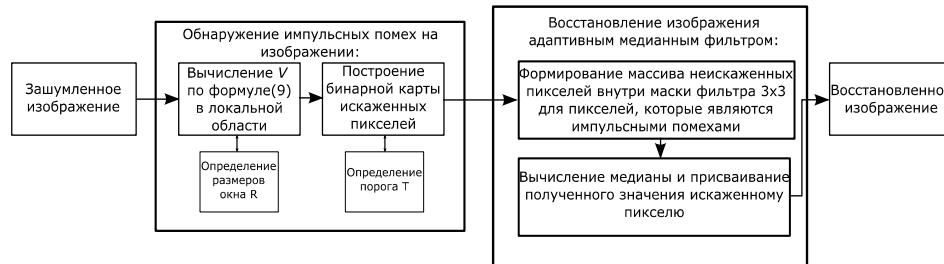 Зашумленное
изображение
Обнаружение импульсных помех на
изображении:
Вычисление V
по формуле(9)
в локальной
области
Построение
бинарной карты
искаженных
пикселей
Определение
размеров
окна R
Определение
порога T
Восстановление изображения
адаптивным медианным фильтром:
Формирование массива неискаженных
пикселей внутри маски фильтра 3x3
для пикселей, которые являются
импульсными помехами
Вычисление медианы и присваивание
полученного значения искаженному
пикселю
Восстановленно
изображение